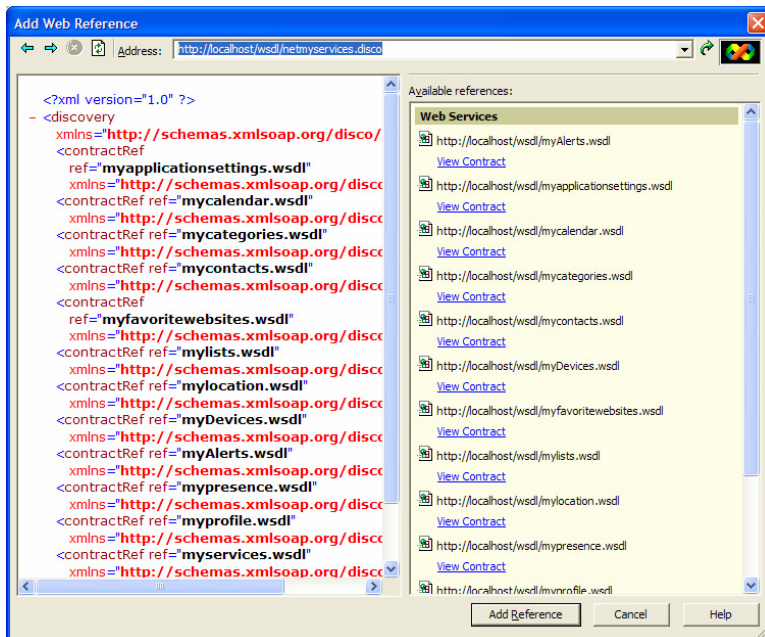 Add Web Reference
Address: http://localhost/wsdl/netmyservices.disco
<?xml version="1.0" ?>
- <discovery
xmlns="http://schemas.xmlsoap.org/disco/
<contractRef
ref="myapplicationsettings.wsdl"
xmlns="http://schemas.xmlsoap.org/disco
<contractRef ref="mycalendar.wsdl"
xmlns="http://schemas.xmlsoap.org/disco
<contractRef ref="mycategories.wsdl"
xmlns="http://schemas.xmlsoap.org/disco
<contractRef ref="mycontacts.wsdl"
xmlns="http://schemas.xmlsoap.org/disco
<contractRef
ref="myfavoritewebsites.wsdl"
xmlns="http://schemas.xmlsoap.org/disco
<contractRef ref="mylists.wsdl"
xmlns="http://schemas.xmlsoap.org/disco
<contractRef ref="mylocation.wsdl"
xmlns="http://schemas.xmlsoap.org/disco
<contractRef ref="myDevices.wsdl"
xmlns="http://schemas.xmlsoap.org/disco
<contractRef ref="myAlerts.wsdl"
xmlns="http://schemas.xmlsoap.org/disco
<contractRef ref="mypresence.wsdl"
xmlns="http://schemas.xmlsoap.org/disco
<contractRef ref="myprofile.wsdl"
xmlns="http://schemas.xmlsoap.org/disco
<contractRef ref="myservices.wsdl"
xmlns="http://schemas.xmlsoap.org/disco
Available references:
Web Services
http://localhost/wsdl/myAlerts.wsdl
View Contract
http://localhost/wsdl/myapplicationsettings.wsdl
View Contract
http://localhost/wsdl/mycalendar.wsdl
View Contract
http://localhost/wsdl/mycategories.wsdl
View Contract
http://localhost/wsdl/mycontacts.wsdl
View Contract
http://localhost/wsdl/myDevices.wsdl
View Contract
http://localhost/wsdl/myfavoritewebsites.wsdl
View Contract
http://localhost/wsdl/mylists.wsdl
View Contract
http://localhost/wsdl/mylocation.wsdl
View Contract
http://localhost/wsdl/mypresence.wsdl
View Contract
http://localhost/wsdl/myprofile.wsdl
Add Reference
Cancel
Help